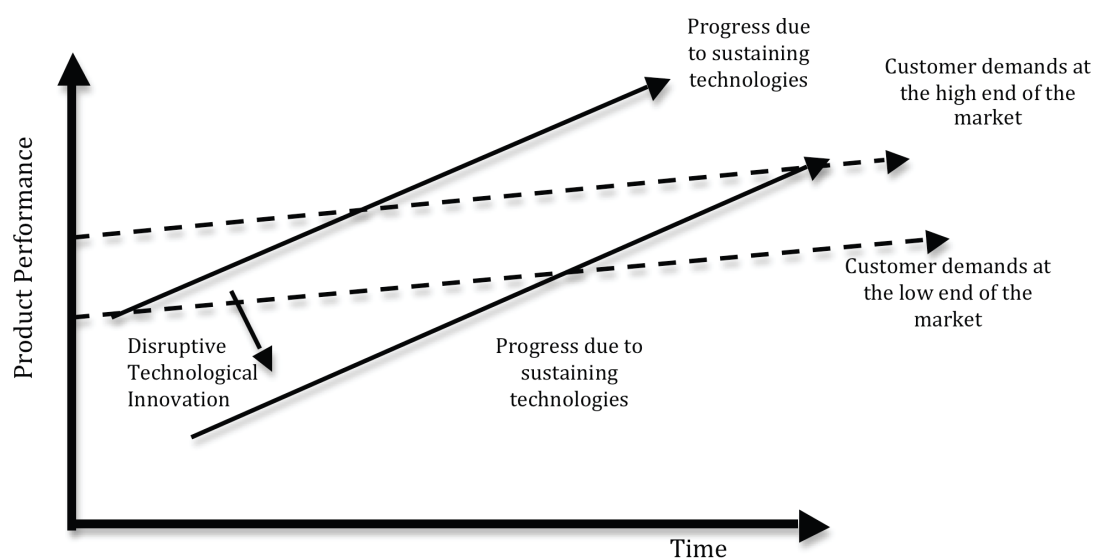 Progress due
to sustaining
technologies
Customer demands at
the high end of the
market
Product Performance
Customer demands at
the low end of the
market
Disruptive
Technological
Innovation
Progress due to
sustaining
technologies
Time